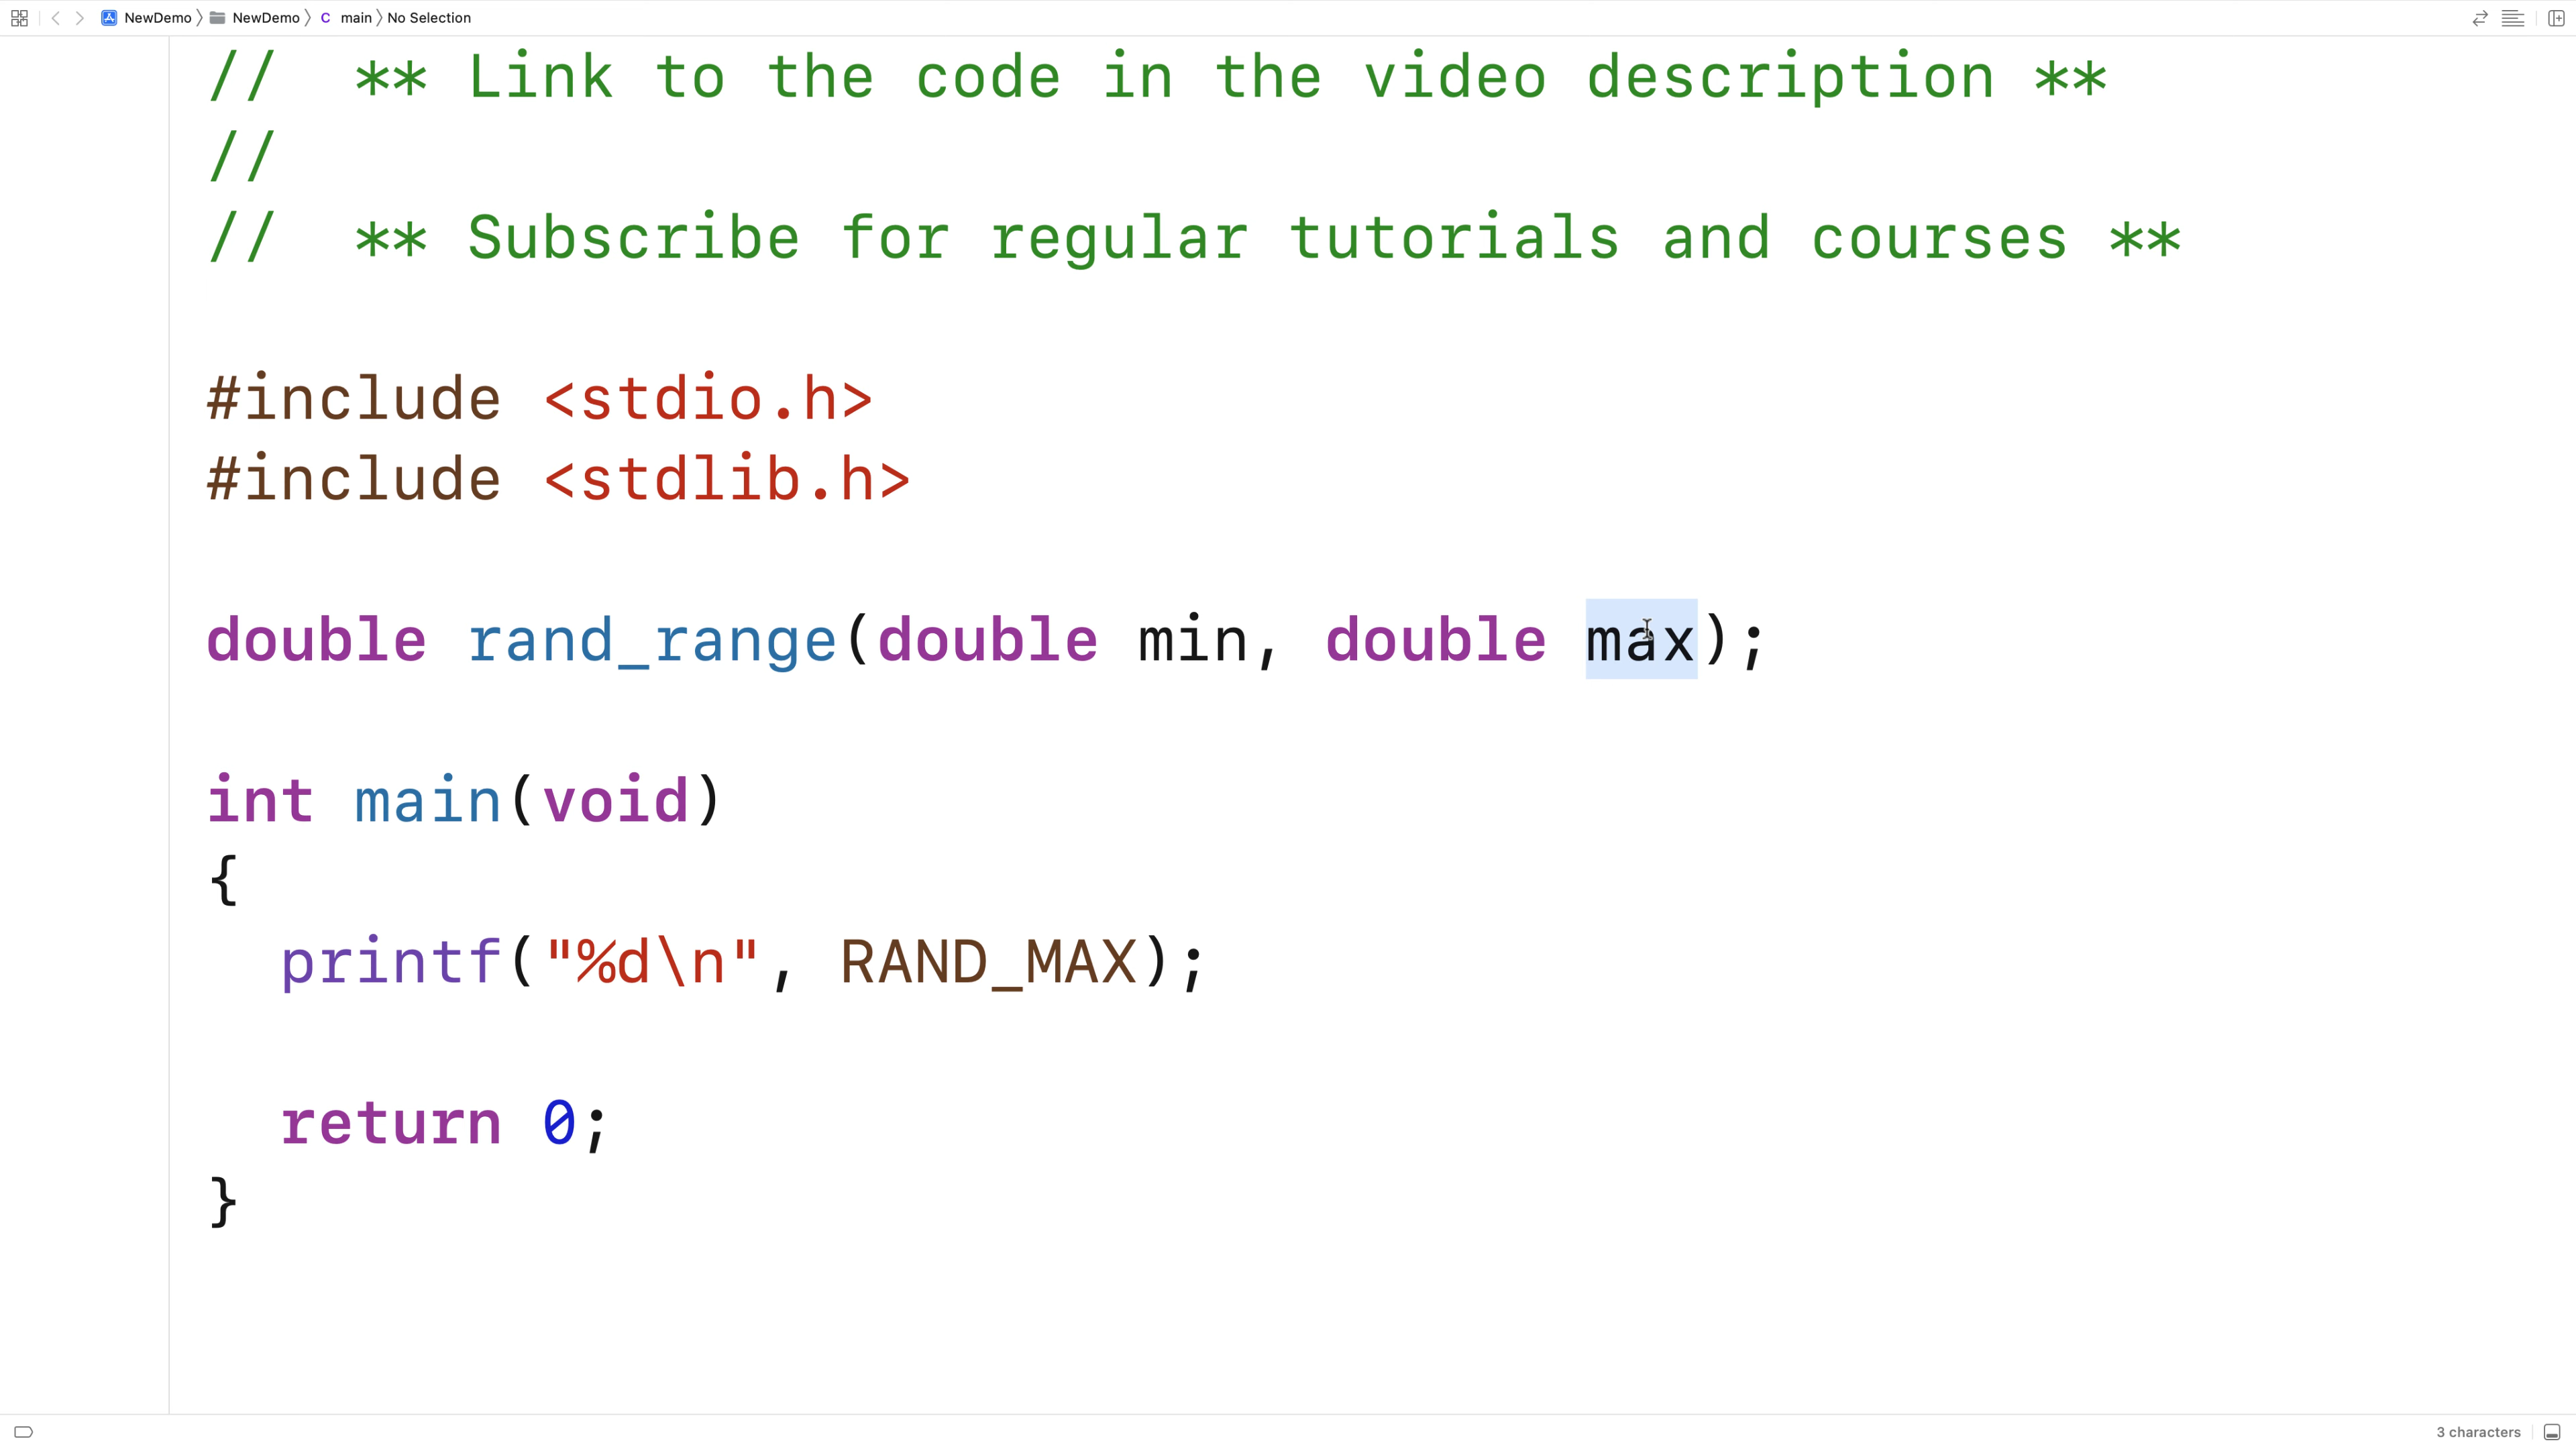 NewDemo NewDemo C main No Selection
// ** Link to the code in the video description **
//
// ** Subscribe for regular tutorials and courses **
#include <stdio.h>
#include <stdlib.h>
double rand_range(double min, double max);
int main(void)
{
printf("%d\n", RAND_MAX);
return 0;
}
3 characters